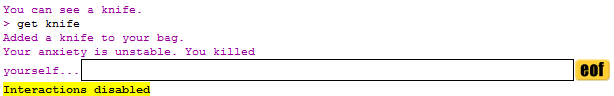 You can see a knife.
> get knife
Added a knife to your bag.
Your anxiety is unstable. You killed
yourself... eof
Interactions disabled